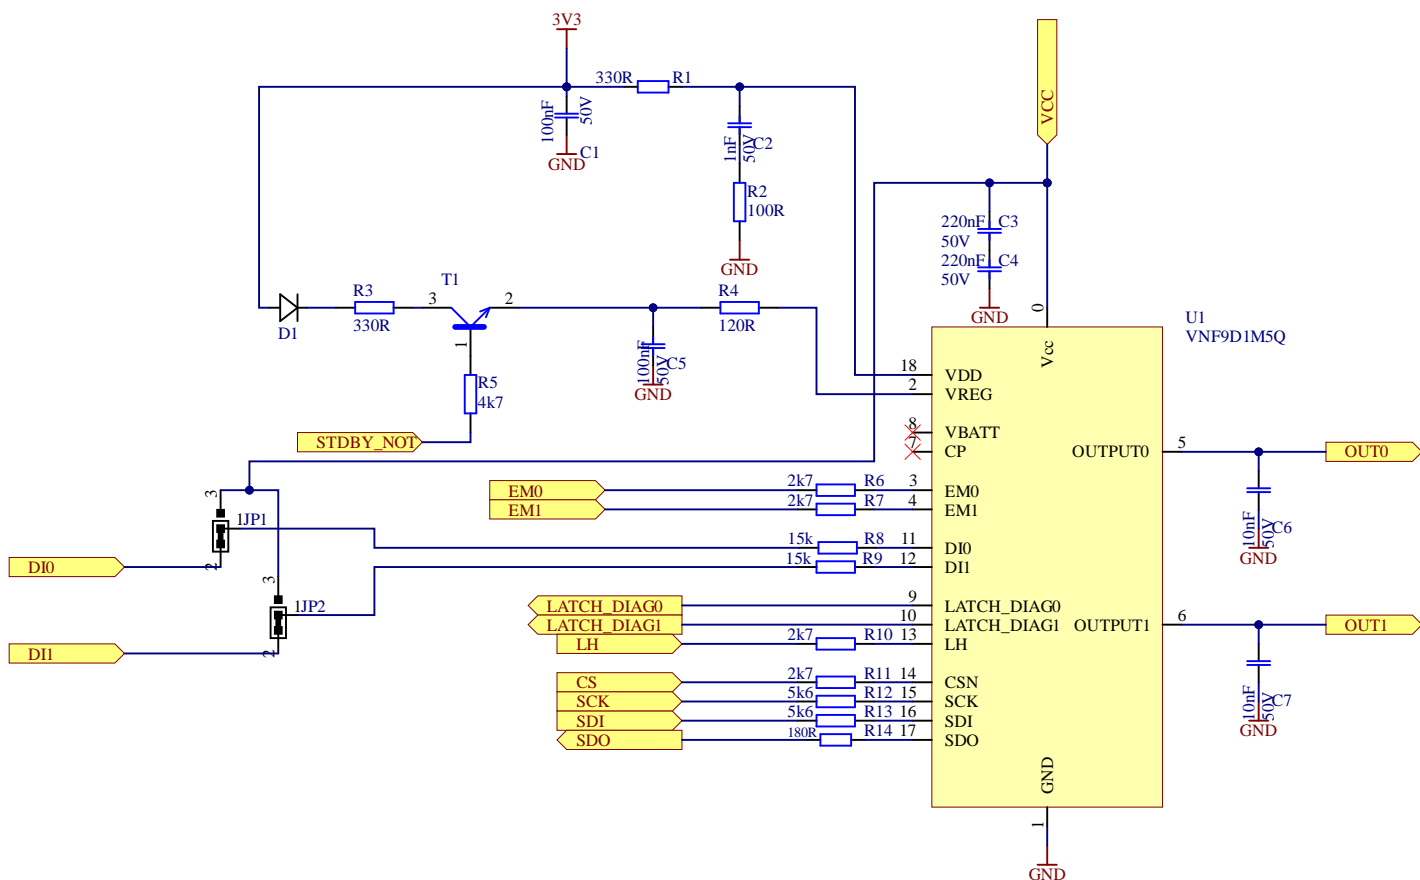 3V3
330R R1
100nF
50V
C1
GND
1nF
50V
C2
R2
100R
GND
VCC
220nF C3
50V
220nF C4
50V
GND
T1
R3
330R
D1
3
2
1
R4
120R
100nF
50V
C5
GND
R5
4k7
STDBY_NOT
U1
VNF9D1M5Q
0
Vcc
18 VDD
2 VREG
8 VBATT
7 CP
EM0 2k7 R6 3 EM0
EM1 2k7 R7 4 EM1
15k R8 11 DI0
15k R9 12 DI1
LATCH_DIAG0 9 LATCH_DIAG0
LATCH_DIAG1 10 LATCH_DIAG1
LH 2k7 R10 13 LH
CS 2k7 R11 14 CSN
SCK 5k6 R12 15 SCK
SDI 5k6 R13 16 SDI
SDO 180R R14 17 SDO
OUTPUT0 5 OUT0
10nF
50V
C6
GND
OUTPUT1 6 OUT1
10nF
50V
C7
GND
3
1 JP1
2
DI0
3
1 JP2
2
DI1
GND
1
GND